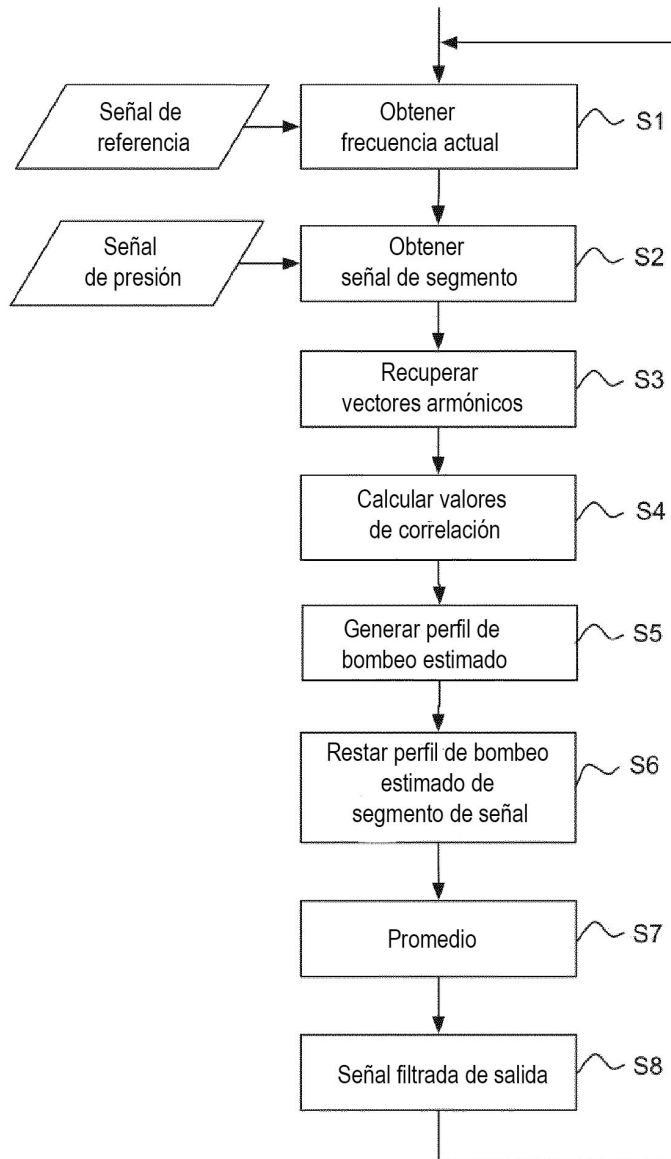 Señal de
referencia
Obtener
frecuencia actual
S1
Señal
de presión
Obtener
señal de segmento
S2
Recuperar
vectores armónicos
S3
Calcular valores
de correlación
S4
Generar perfil de
bombeo estimado
S5
Restar perfil de bombeo
estimado de
segmento de señal
S6
Promedio
S7
Señal filtrada de salida
S8